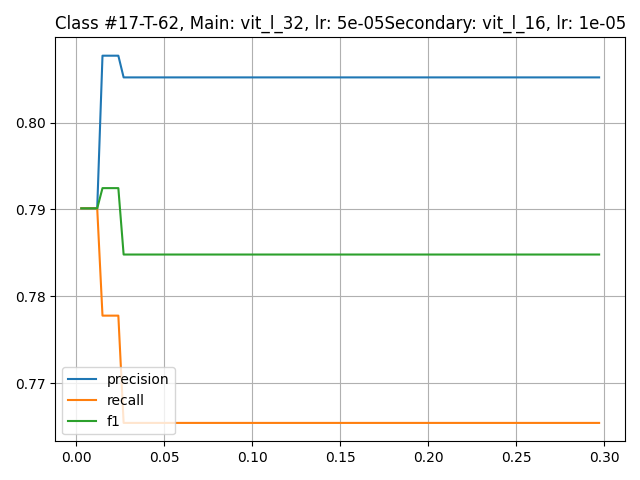 Class #17-T-62, Main: vit_l_32, lr: 5e-05Secondary: vit_l_16, lr: 1e-05
0.80
0.79
0.78
0.77
precision
recall
f1
0.00 0.05 0.10 0.15 0.20 0.25 0.30